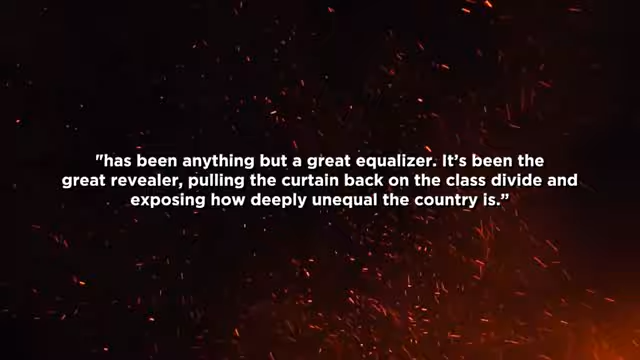 "has been anything but a great equalizer. It’s been the
great revealer, pulling the curtain back on the class divide and
exposing how deeply unequal the country is.”